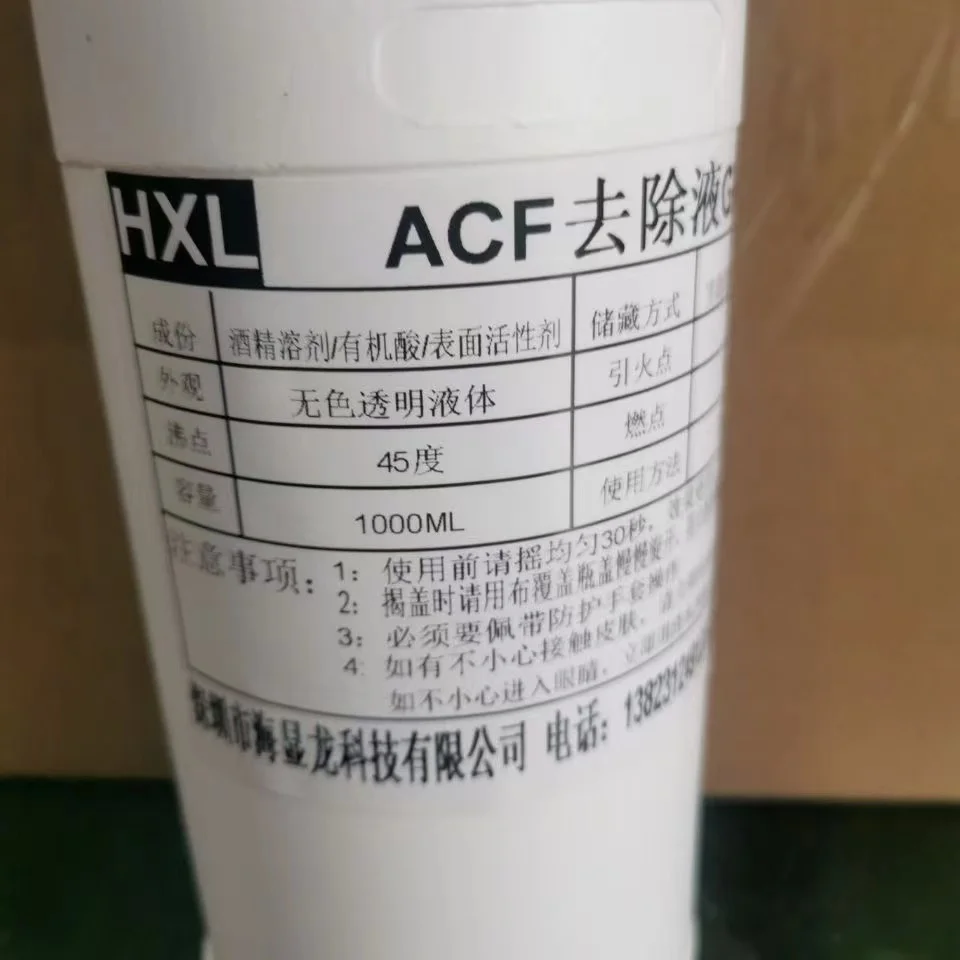 HXL ACF去除液G
成份 酒精溶剂/有机酸/表面活性剂 储藏方式
外观 无色透明液体 引火点
沸点 45度 燃点
容量 1000ML 使用方法
注意事项: 1: 使用前请摇均匀30秒,效果
2: 揭盖时请用布覆盖瓶盖慢慢旋开
3: 必须要佩带防护手套操作
4: 如有不小心接触皮肤,
如不小心进入眼睛,立即用
深圳市海显龙科技有限公司 电话: